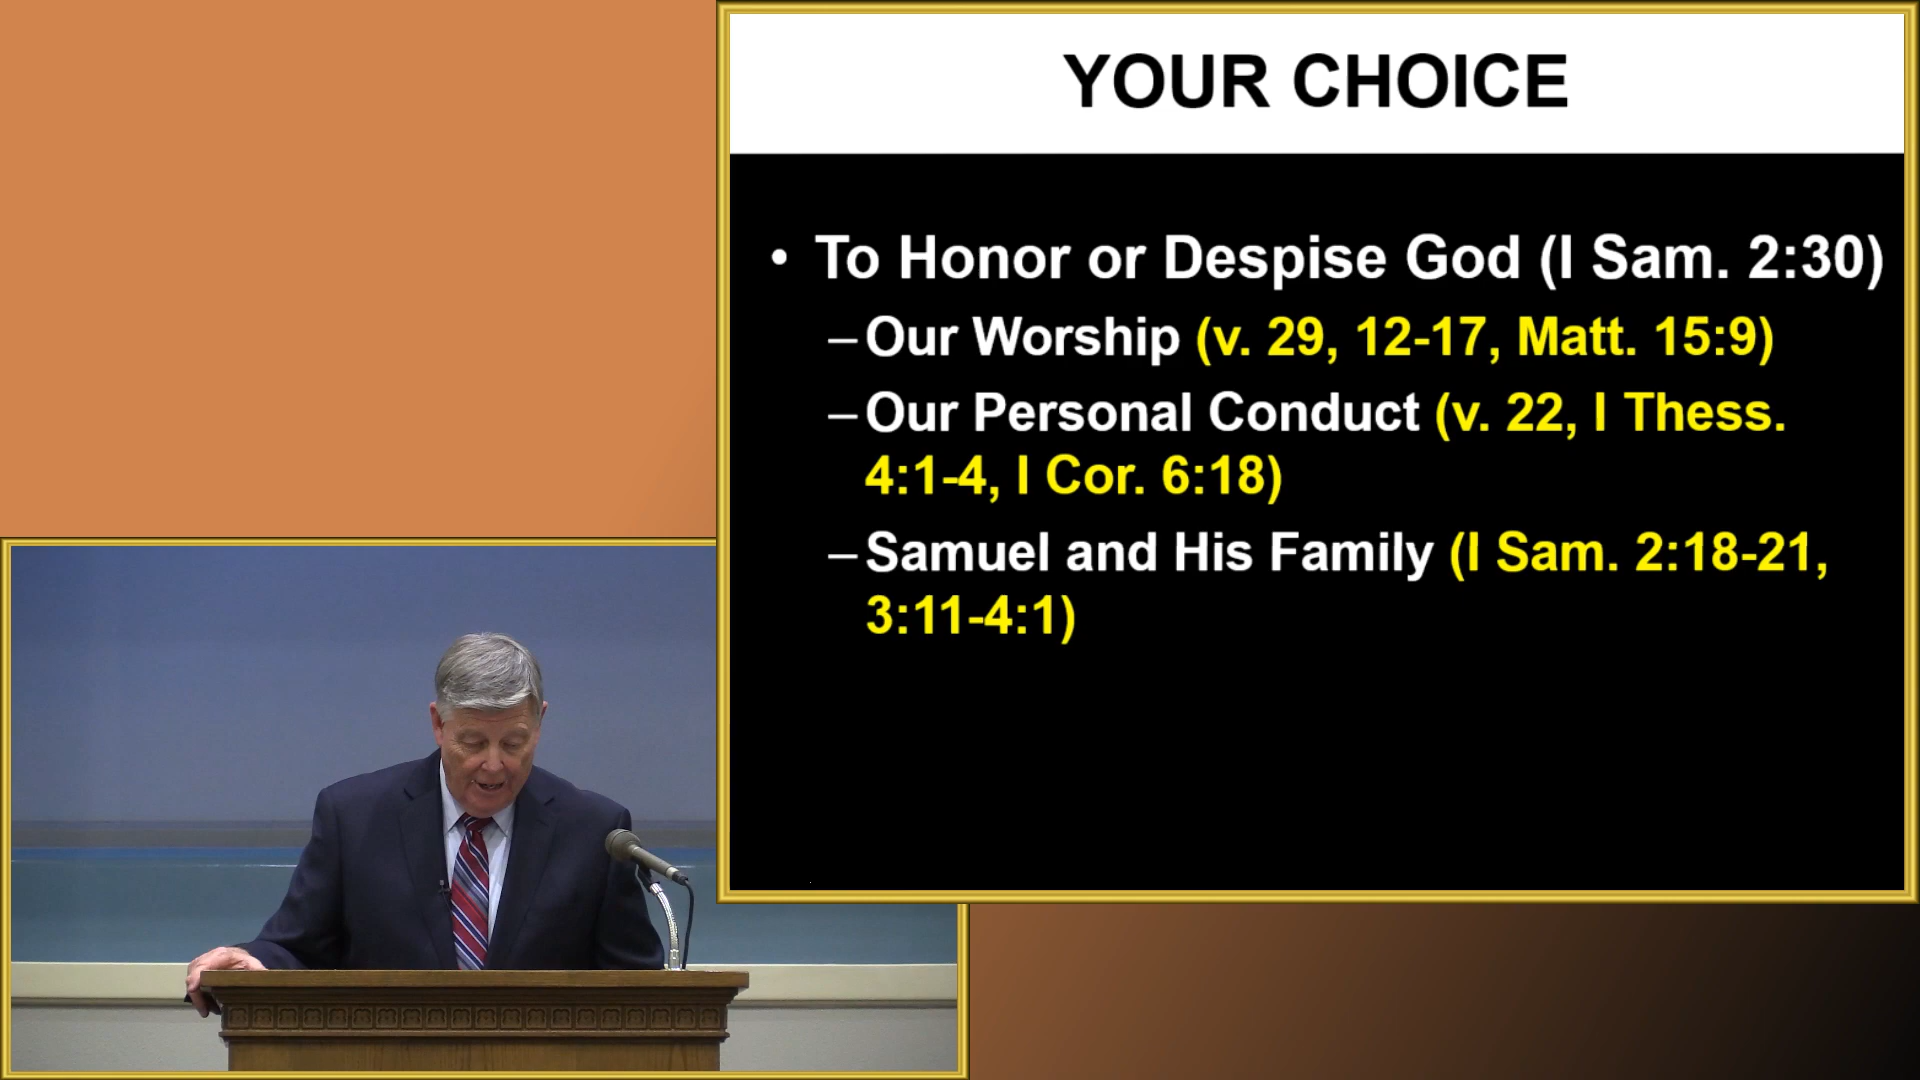 YOUR CHOICE
• To Honor or Despise God (I Sam. 2:30)
–Our Worship (v. 29, 12-17, Matt. 15:9)
–Our Personal Conduct (v. 22, I Thess.
4:1-4, I Cor. 6:18)
–Samuel and His Family (I Sam. 2:18-21,
3:11-4:1)